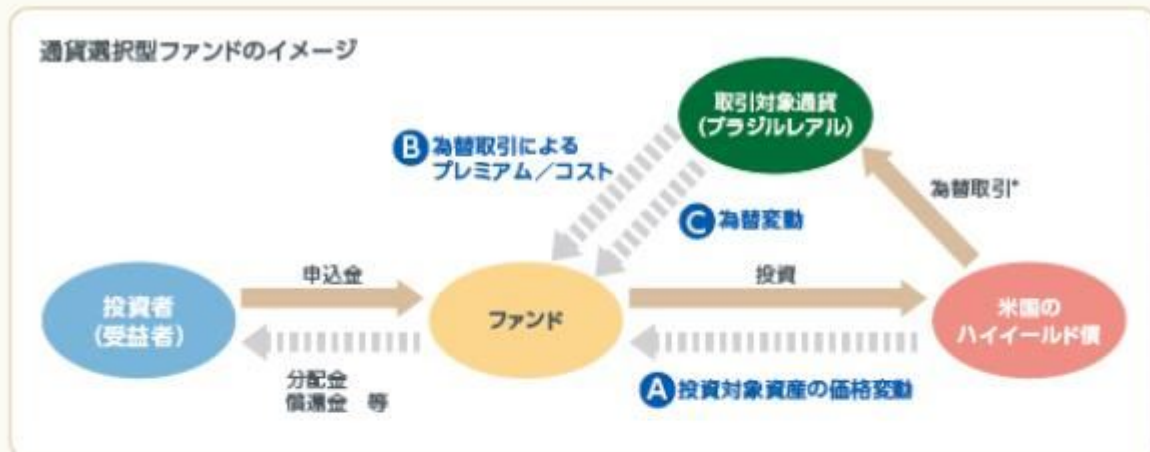 通貨選択型ファンドのイメージ
取引対象通貨
(ブラジルレアル)
B 為替取引による
プレミアム／コスト
為替取引*
C 為替変動
申込金
投資
投資者
(受益者)
ファンド
米国の
ハイイールド債
分配金
償還金 等
A 投資対象資産の価格変動